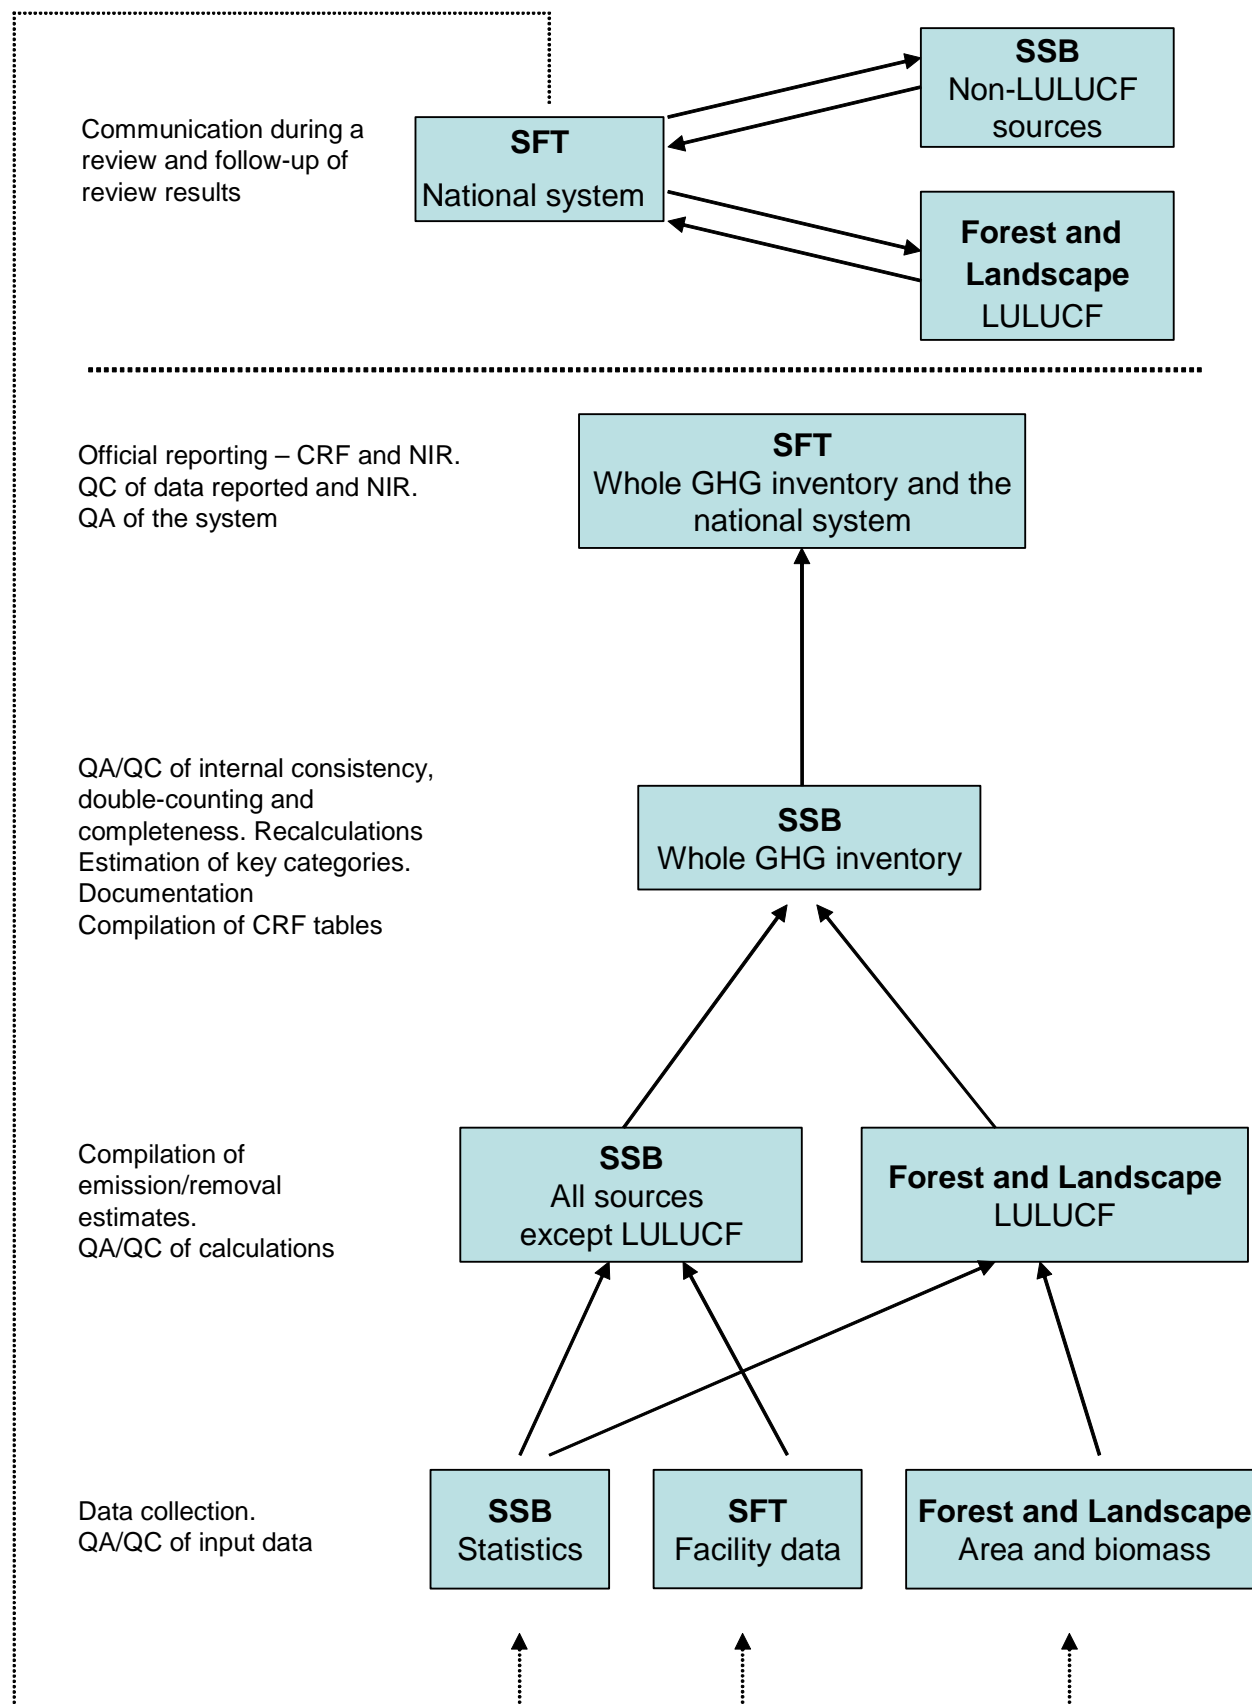 Communication during a
review and follow-up of
review results
SFT
National system
SSB
Non-LULUCF
sources
Forest and
Landscape
LULUCF
Official reporting – CRF and NIR.
QC of data reported and NIR.
QA of the system
SFT
Whole GHG inventory and the
national system
QA/QC of internal consistency,
double-counting and
completeness. Recalculations
Estimation of key categories.
Documentation
Compilation of CRF tables
SSB
Whole GHG inventory
Compilation of
emission/removal
estimates.
QA/QC of calculations
SSB
All sources
except LULUCF
Forest and Landscape
LULUCF
Data collection.
QA/QC of input data
SSB
Statistics
SFT
Facility data
Forest and Landscape
Area and biomass